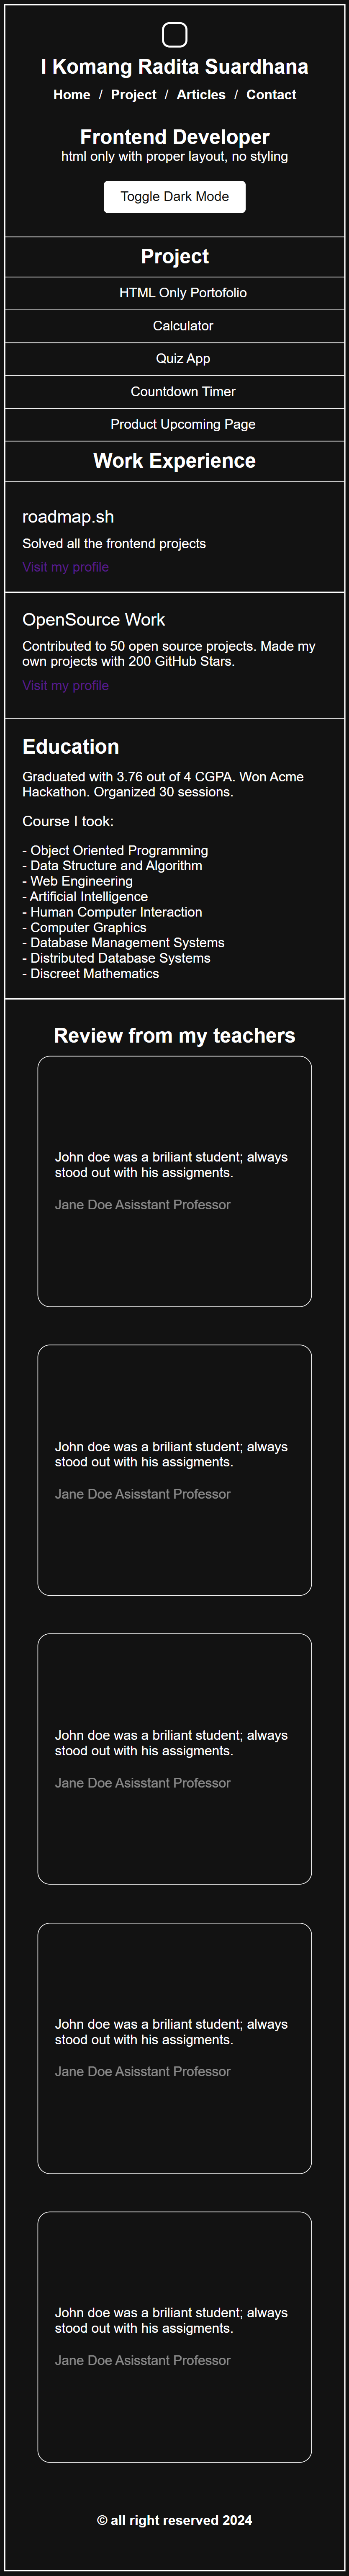 I Komang Radita Suardhana
Home / Project / Articles / Contact
Frontend Developer
html only with proper layout, no styling
Toggle Dark Mode
Project
HTML Only Portofolio
Calculator
Quiz App
Countdown Timer
Product Upcoming Page
Work Experience
roadmap.sh
Solved all the frontend projects
Visit my profile
OpenSource Work
Contributed to 50 open source projects. Made my
own projects with 200 GitHub Stars.
Visit my profile
Education
Graduated with 3.76 out of 4 CGPA. Won Acme
Hackathon. Organized 30 sessions.
Course I took:
- Object Oriented Programming
- Data Structure and Algorithm
- Web Engineering
- Artificial Intelligence
- Human Computer Interaction
- Computer Graphics
- Database Management Systems
- Distributed Database Systems
- Discreet Mathematics
Review from my teachers
John doe was a briliant student; always
stood out with his assigments.
Jane Doe Asisstant Professor
John doe was a briliant student; always
stood out with his assigments.
Jane Doe Asisstant Professor
John doe was a briliant student; always
stood out with his assigments.
Jane Doe Asisstant Professor
John doe was a briliant student; always
stood out with his assigments.
Jane Doe Asisstant Professor
John doe was a briliant student; always
stood out with his assigments.
Jane Doe Asisstant Professor
© all right reserved 2024